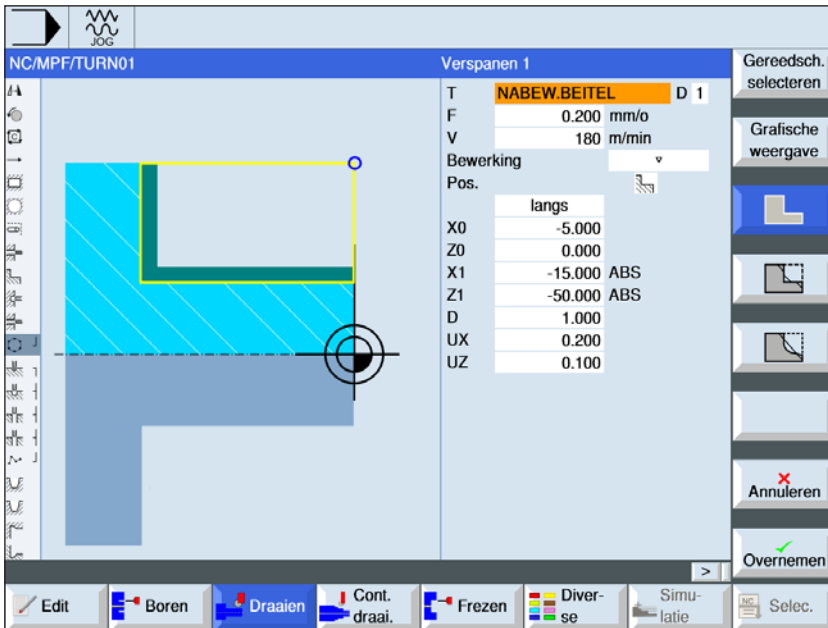 JOG
NC/MPF/TURN01
Verspanen 1
T NABEW.BEITEL D 1
F 0.200 mm/o
V 180 m/min
Bewerking ▿
Pos.
langs
X0 -5.000
Z0 0.000
X1 -15.000 ABS
Z1 -50.000 ABS
D 1.000
UX 0.200
UZ 0.100
Gereedsch.
selecteren
Grafische
weergave
Annuleren
Overnemen
>
Edit
Boren
Draaien
Cont.
draai.
Frezen
Diver-
se
Simu-
latie
NC
Selec.